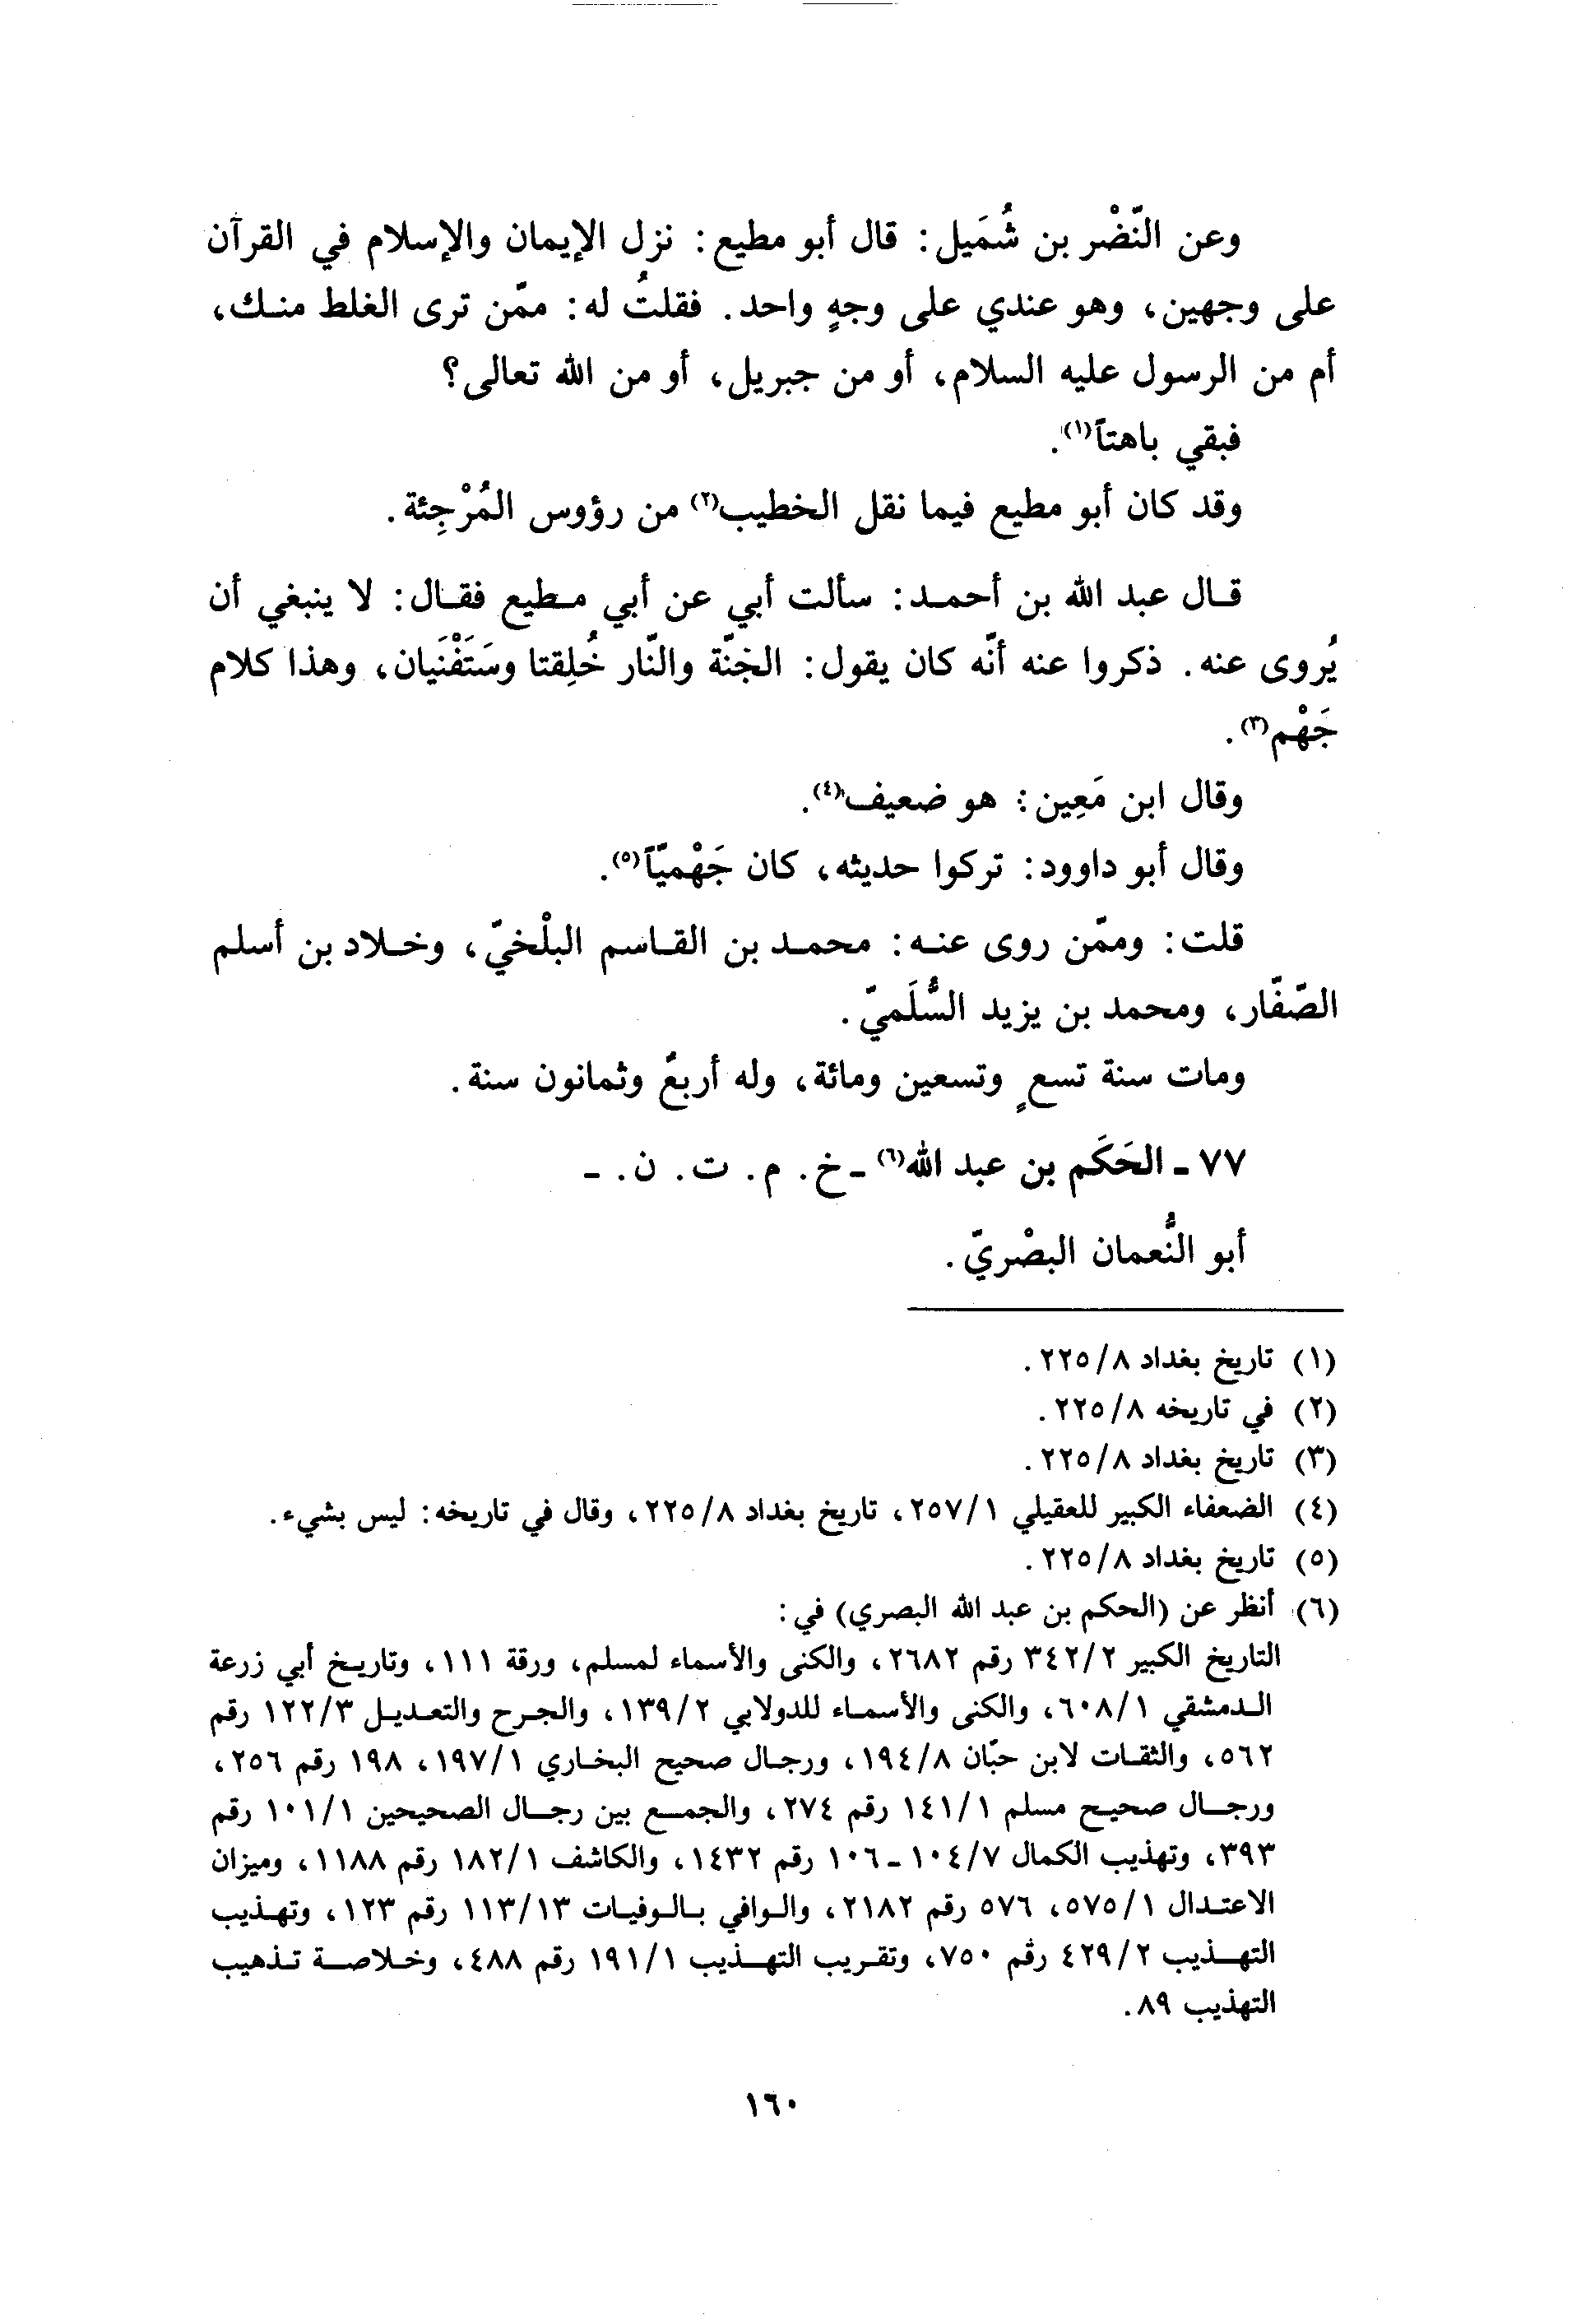 وعن النّضْر بن شُمَيل: قال أبو مطيع: نزل الإيمان والإسلام في القرآن
على وجهين، وهو عندي على وجهٍ واحد. فقلتُ له: ممّن ترى الغلط منك،
أم من الرسول عليه السلام، أو من جبريل، أو من الله تعالى؟
فبقي باهتاً(١).
وقد كان أبو مطيع فيما نقل الخطيب(٢) من رؤوس المُرْجِئة.
قال عبد الله بن أحمد: سألت أبي عن أبي مطيع فقال: لا ينبغي أن
يُروى عنه. ذكروا عنه أنّه كان يقول: الجنّة والنّار خُلِقتا وسَتَفْنَيان، وهذا كلام
جَهْم(٣).
وقال ابن مَعِين: هو ضعيف(٤).
وقال أبو داوود: تركوا حديثه، كان جَهْميّاً(٥).
قلت: وممّن روى عنه: محمد بن القاسم البلْخيّ، وخلاد بن أسلم
الصّفّار، ومحمد بن يزيد السُّلَميّ.
ومات سنة تسعٍ وتسعين ومائة، وله أربعٌ وثمانون سنة.
٧٧ - الحَكَم بن عبد الله(٦) - خ. م. ت. ن. -
أبو النُّعمان البصْريّ.
(١) تاريخ بغداد ٢٢٥/٨.
(٢) في تاريخه ٢٢٥/٨.
(٣) تاريخ بغداد ٢٢٥/٨.
(٤) الضعفاء الكبير للعقيلي ٢٥٧/١، تاريخ بغداد ٢٢٥/٨، وقال في تاريخه: ليس بشيء.
(٥) تاريخ بغداد ٢٢٥/٨.
(٦) أنظر عن (الحكم بن عبد الله البصري) في:
التاريخ الكبير ٣٤٢/٢ رقم ٢٦٨٢، والكنى والأسماء لمسلم، ورقة ١١١، وتاريخ أبي زرعة
الدمشقي ٦٠٨/١، والكنى والأسماء للدولابي ١٣٩/٢، والجرح والتعديل ١٢٢/٣ رقم
٥٦٢، والثقات لابن حبّان ١٩٤/٨، ورجال صحيح البخاري ١٩٧/١، ١٩٨ رقم ٢٥٦،
ورجال صحيح مسلم ١٤١/١ رقم ٢٧٤، والجمع بين رجال الصحيحين ١٠١/١ رقم
٣٩٣، وتهذيب الكمال ١٠٤/٧ - ١٠٦ رقم ١٤٣٢، والكاشف ١٨٢/١ رقم ١١٨٨، وميزان
الاعتدال ٥٧٥/١، ٥٧٦ رقم ٢١٨٢، والوافي بالوفيات ١١٣/١٣ رقم ١٢٣، وتهذيب
التهذيب ٤٢٩/٢ رقم ٧٥٠، وتقريب التهذيب ١٩١/١ رقم ٤٨٨، وخلاصة تذهيب
التهذيب ٨٩.
١٦٠